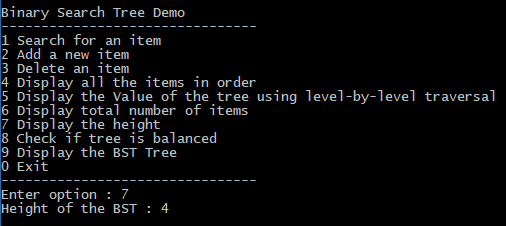 Binary Search Tree Demo
-------------------------------
1 Search for an item
2 Add a new item
3 Delete an item
4 Display all the items in order
5 Display the Value of the tree using level-by-level traversal
6 Display total number of items
7 Display the height
8 Check if tree is balanced
9 Display the BST Tree
0 Exit
-------------------------------
Enter option : 7
Height of the BST : 4